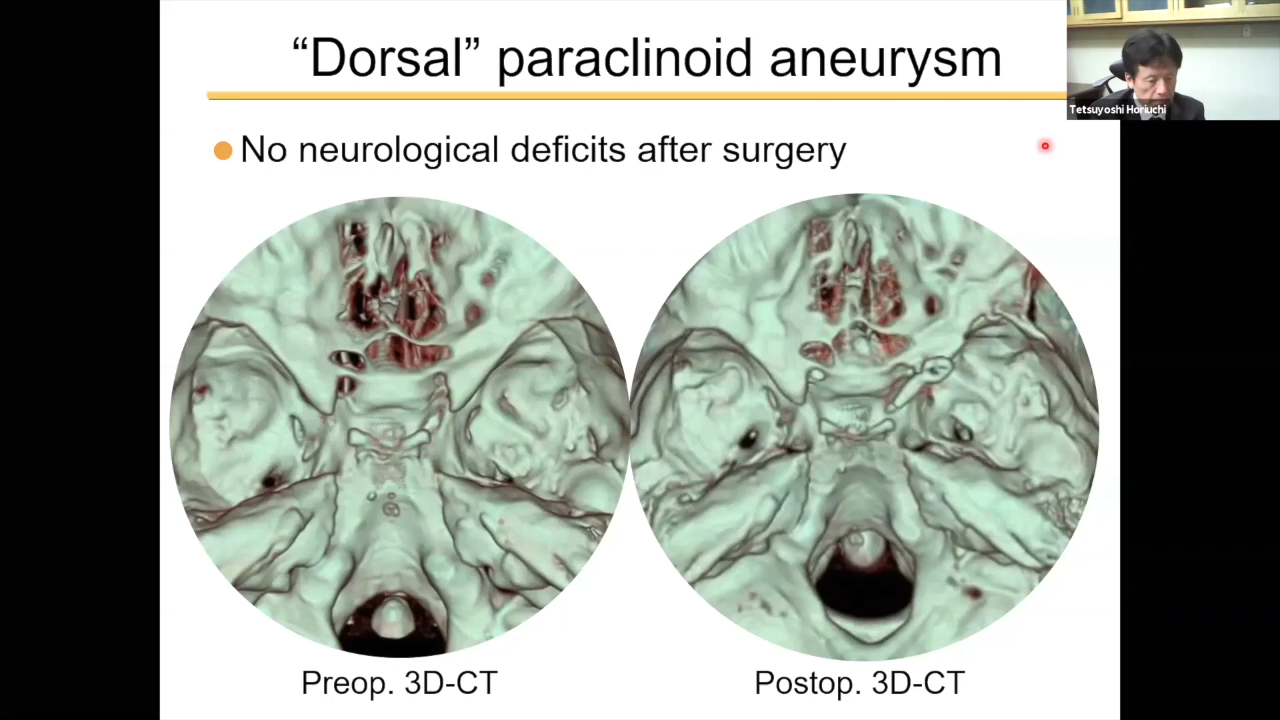 “Dorsal” paraclinoid aneurysm
Tetsuyoshi Horiuchi
No neurological deficits after surgery
Preop. 3D-CT
Postop. 3D-CT